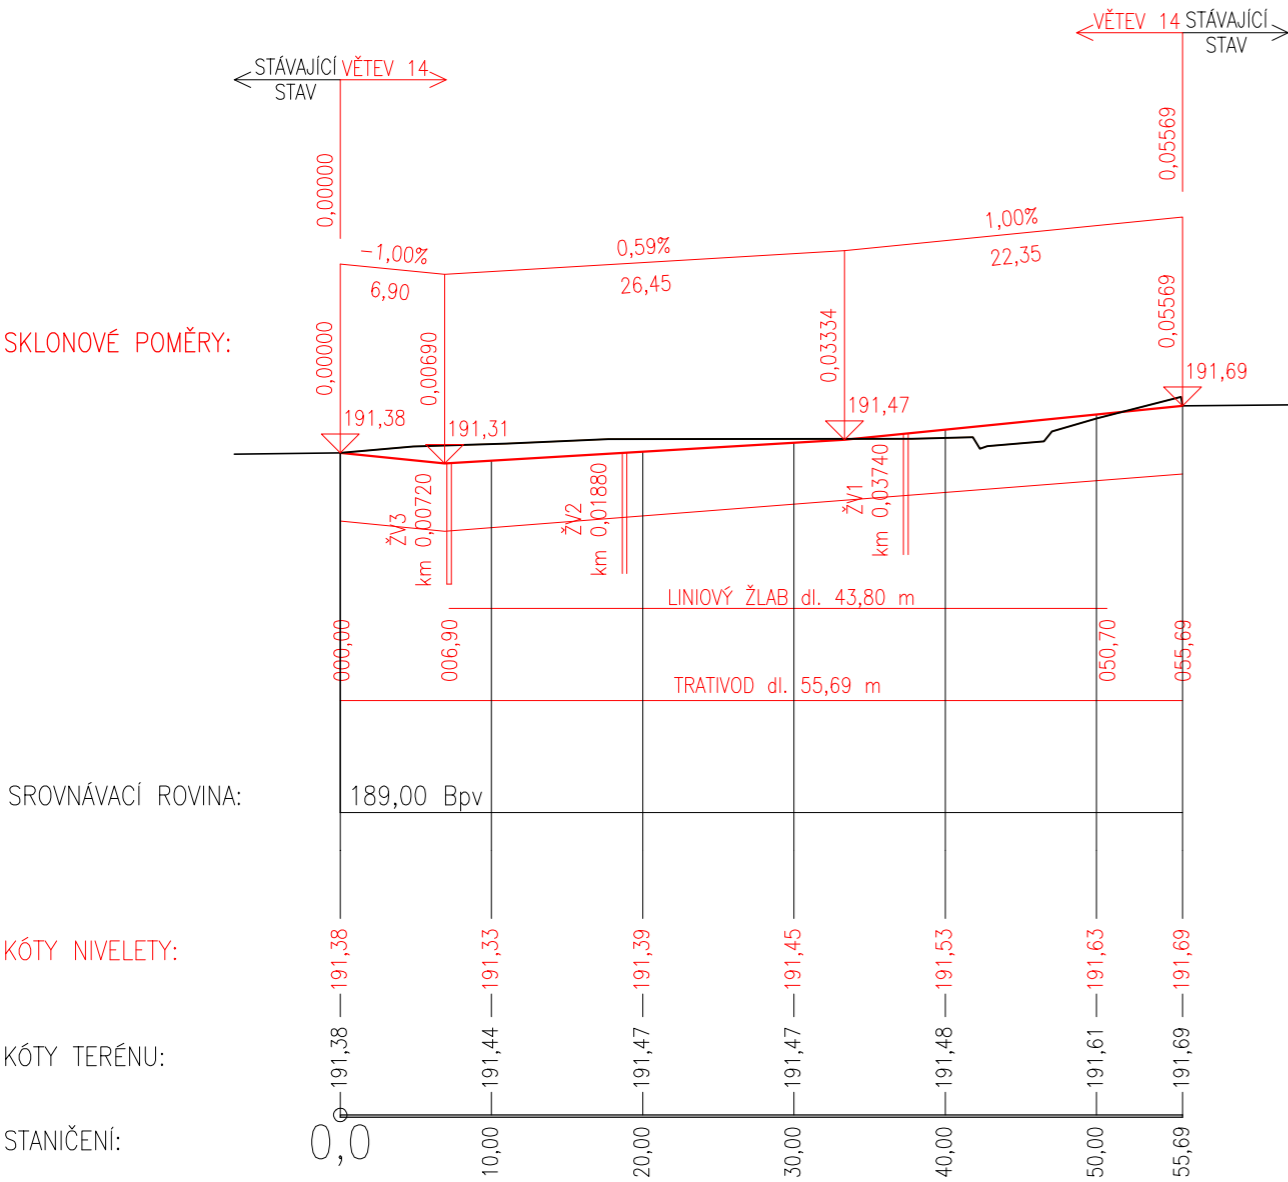 VĚTEV 14 STÁVAJÍCÍ
STAV
STÁVAJÍCÍ VĚTEV 14
STAV
0,00000
0,05569
-1,00%
6,90
0,59%
26,45
1,00%
22,35
SKLONOVÉ POMĚRY:
0,00000
0,00690
0,03334
0,05569
191,38
191,31
191,47
191,69
ŽV3
km 0,00720
ŽV2
km 0,01880
ŽV1
km 0,03740
LINIOVÝ ŽLAB dl. 43,80 m
000,00
006,90
050,70
055,69
TRATIVOD dl. 55,69 m
SROVNÁVACÍ ROVINA:
189,00 Bpv
KÓTY NIVELETY:
191,38
191,33
191,39
191,45
191,53
191,63
191,69
KÓTY TERÉNU:
191,38
191,44
191,47
191,47
191,48
191,61
191,69
STANIČENÍ:
0,0
10,00
20,00
30,00
40,00
50,00
55,69